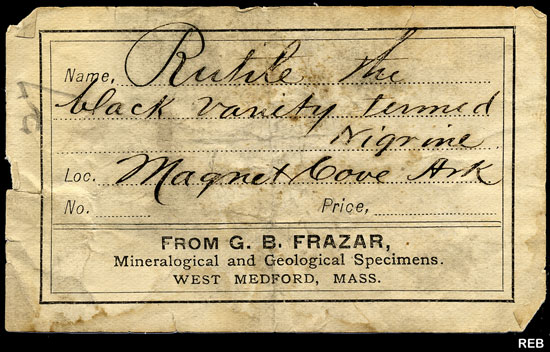 Name, Rutile the
black vanity termed
Nigrine
Loc. Magnet Cove Ark
No. Price,
FROM G. B. FRAZAR,
Mineralogical and Geological Specimens.
WEST MEDFORD, MASS.
REB